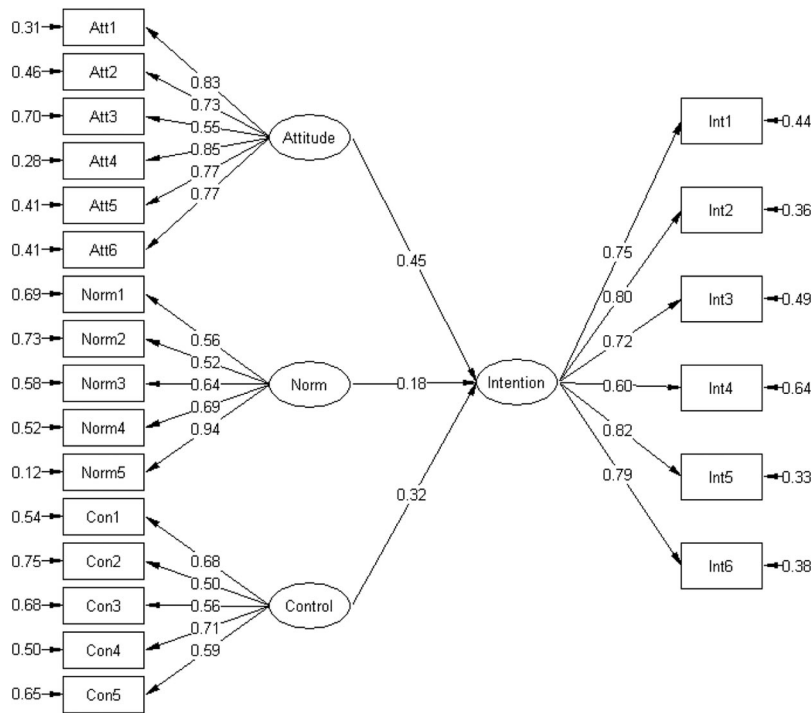 0.31 Att1
0.46 Att2
0.70 Att3
0.28 Att4
0.41 Att5
0.41 Att6
0.69 Norm1
0.73 Norm2
0.58 Norm3
0.52 Norm4
0.12 Norm5
0.54 Con1
0.75 Con2
0.68 Con3
0.50 Con4
0.65 Con5
0.83
0.73
0.55
0.85
0.77
0.77
Attitude
0.56
0.52
0.64
0.69
0.94
Norm
0.68
0.50
0.56
0.71
0.59
Control
0.45
0.18
0.32
Intention
0.75
0.80
0.72
0.60
0.82
0.79
Int1 0.44
Int2 0.36
Int3 0.49
Int4 0.64
Int5 0.33
Int6 0.38